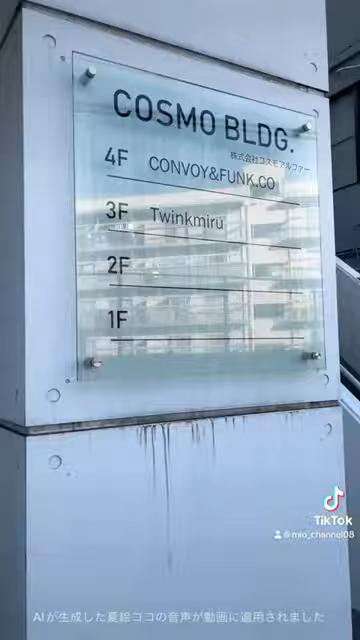 COSMO BLDG.
株式会社コスモアルファー
4F CONVOY&FUNK.CO
3F Twinkmiru
2F
1F
TikTok
@mio_channel08
AIが生成した夏絵ココの音声が動画に適用されました